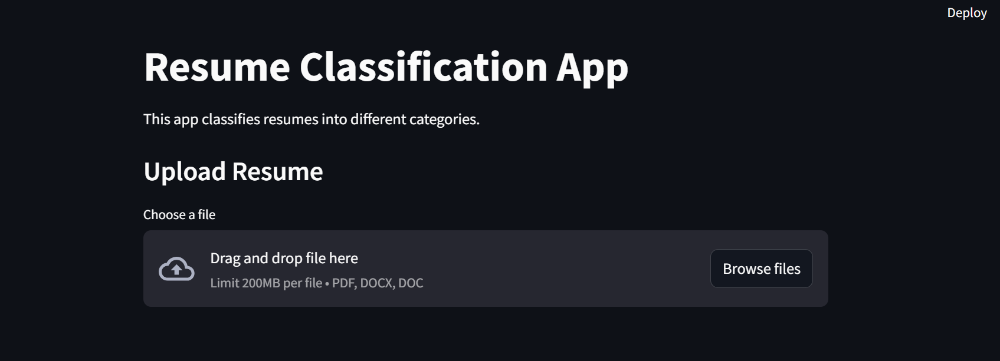 Deploy
Resume Classification App
This app classifies resumes into different categories.
Upload Resume
Choose a file
Drag and drop file here
Limit 200MB per file • PDF, DOCX, DOC
Browse files